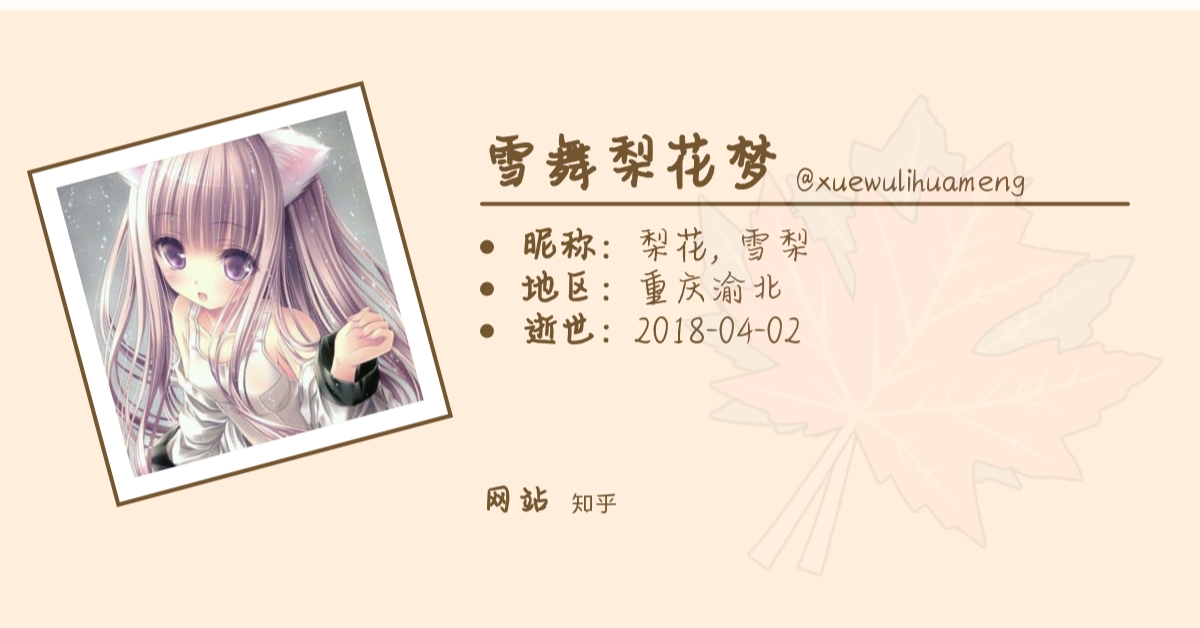 雪舞梨花梦 @xuewulihuameng
• 昵称：梨花, 雪梨
• 地区：重庆渝北
• 逝世：2018-04-02
网站 知乎